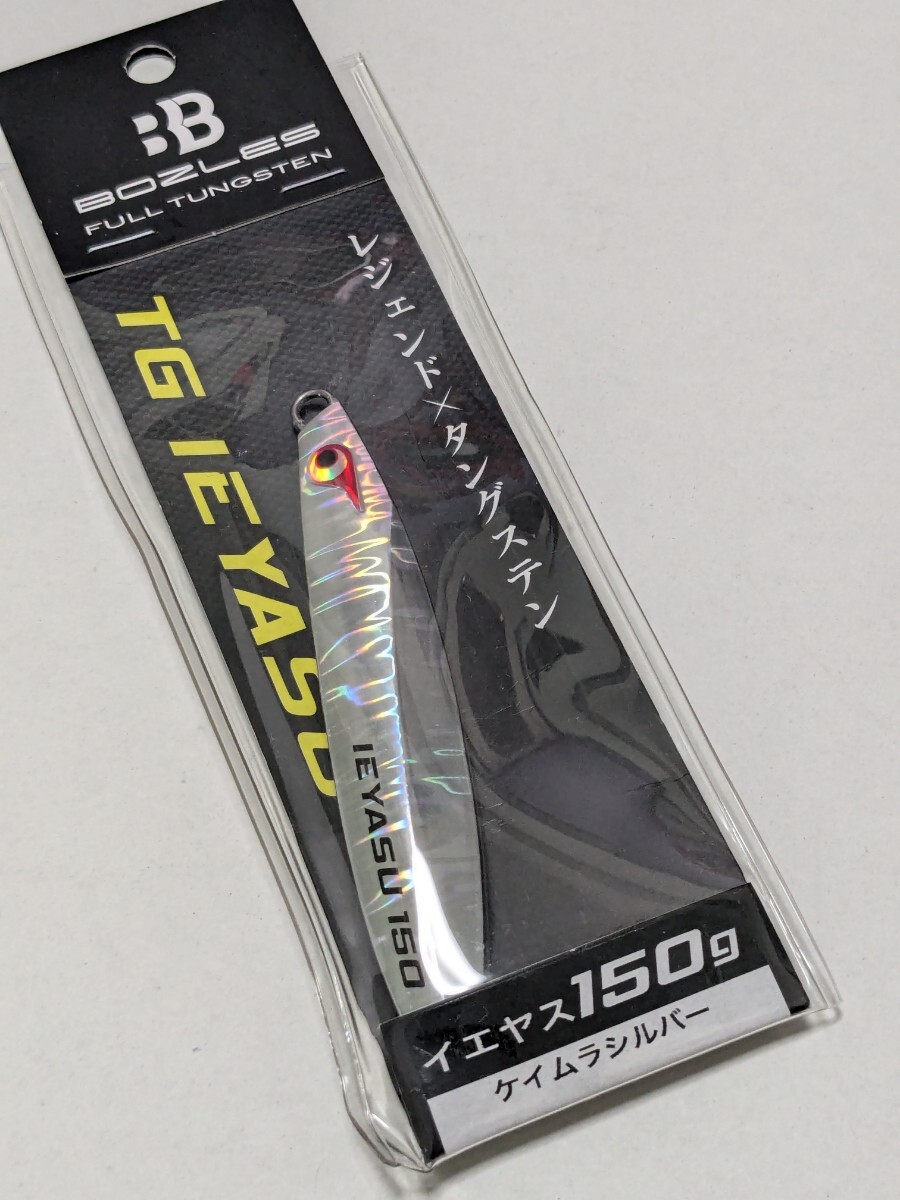 BOZLES
FULL TUNGSTEN
レジェンド×タングステン
TG IEYASU
IEYASU 150
イエヤス150g
ケイムラシルバー